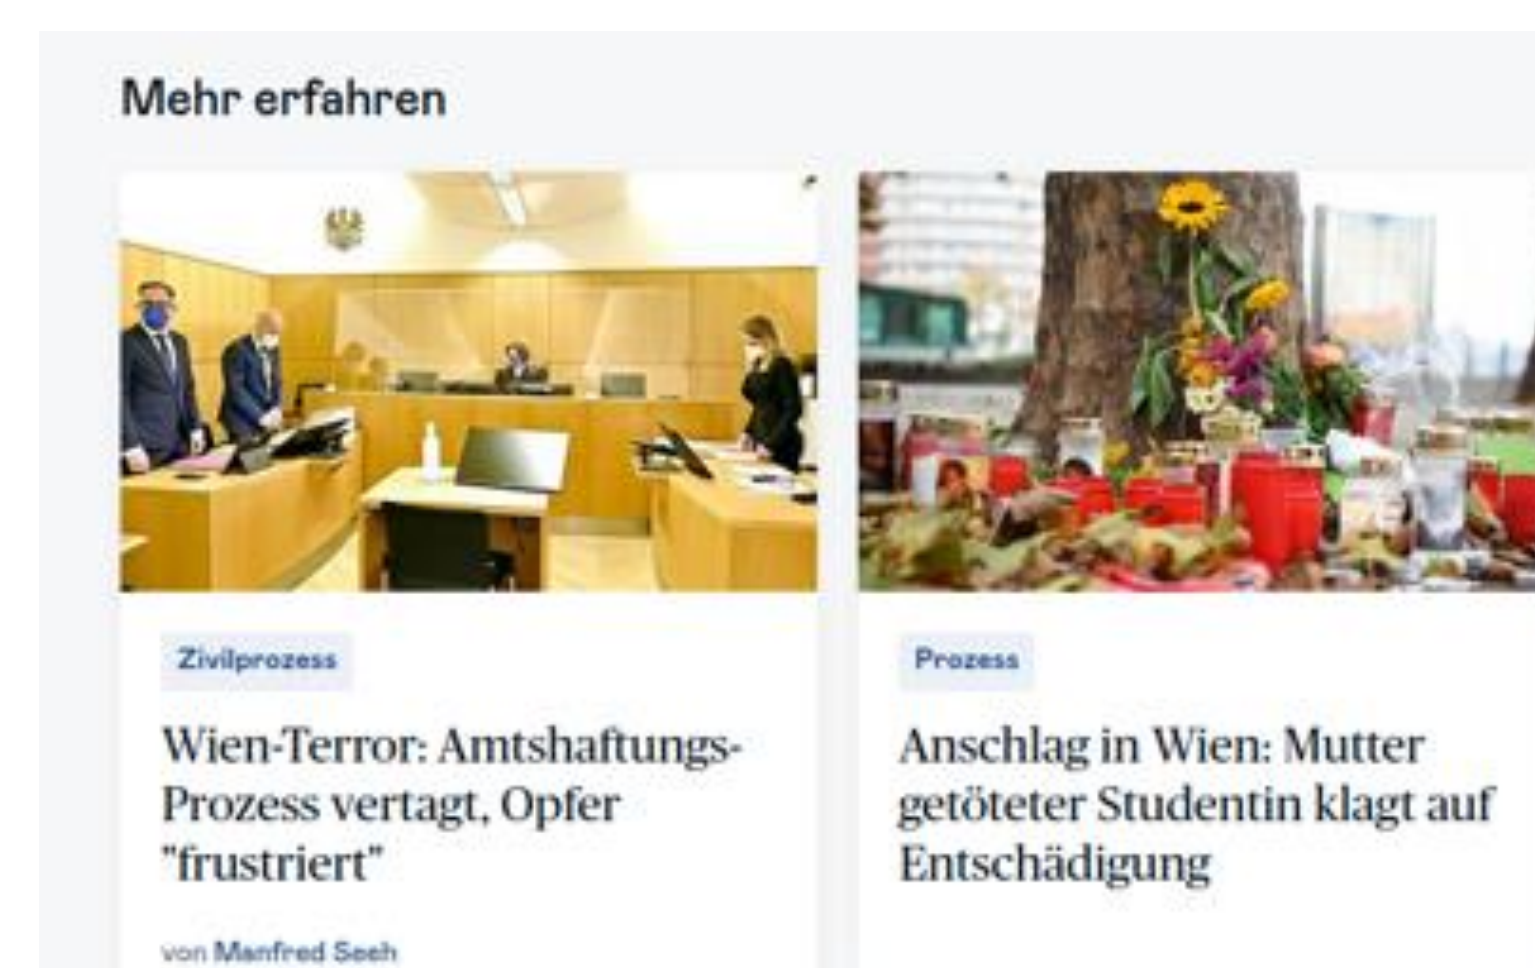 Mehr erfahren
Zivilprozess
Wien-Terror: Amtshaftungs-
Prozess vertagt, Opfer
"frustriert"
von Manfred Seeh
Prozess
Anschlag in Wien: Mutter
getöteter Studentin klagt auf
Entschädigung